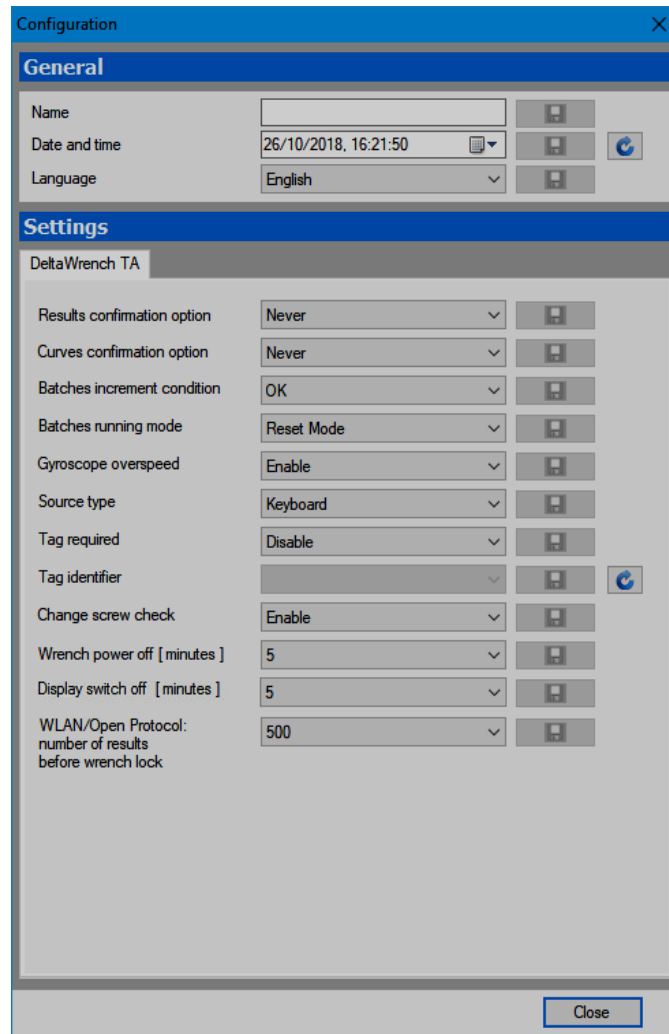 Configuration
General
Name
Date and time 26/10/2018, 16:21:50
Language English
Settings
DeltaWrench TA
Results confirmation option Never
Curves confirmation option Never
Batches increment condition OK
Batches running mode Reset Mode
Gyroscope overspeed Enable
Source type Keyboard
Tag required Disable
Tag identifier
Change screw check Enable
Wrench power off [ minutes ] 5
Display switch off [ minutes ] 5
WLAN/Open Protocol: 500
number of results
before wrench lock
Close